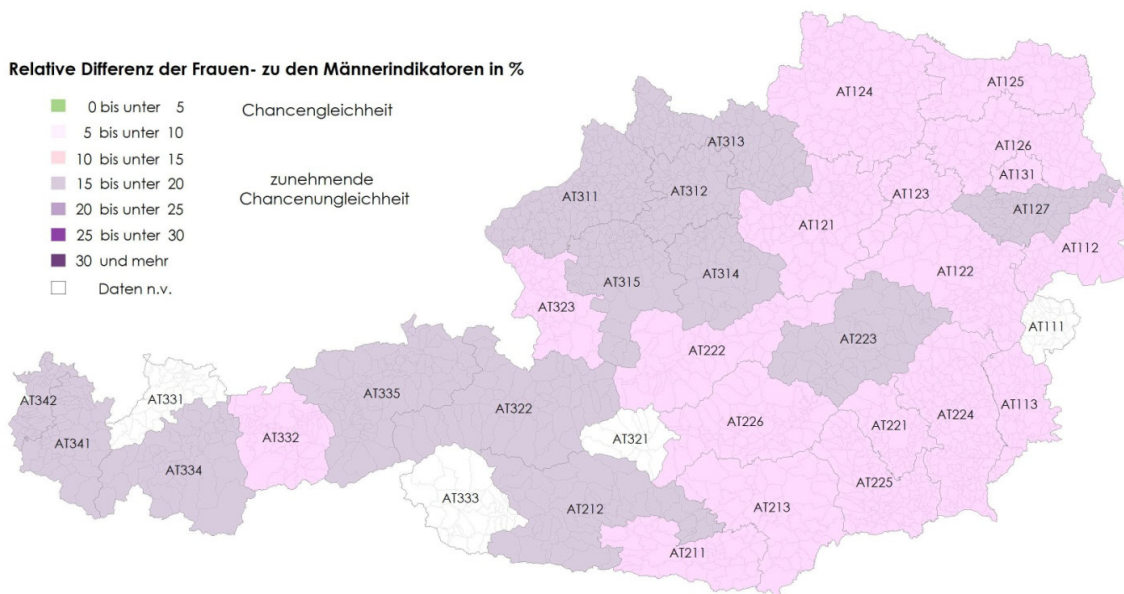 Relative Differenz der Frauen- zu den Männerindikatoren in %
0 bis unter 5
Chancengleichheit
5 bis unter 10
10 bis unter 15
15 bis unter 20
zunehmende
Chancenungleichheit
20 bis unter 25
25 bis unter 30
30 und mehr
Daten n.v.
AT124
AT125
AT313
AT126
AT131
AT123
AT312
AT311
AT127
AT121
AT112
AT122
AT314
AT315
AT323
AT111
AT222
AT223
AT335
AT342
AT331
AT322
AT113
AT224
AT226
AT221
AT332
AT321
AT341
AT334
AT225
AT333
AT212
AT213
AT211